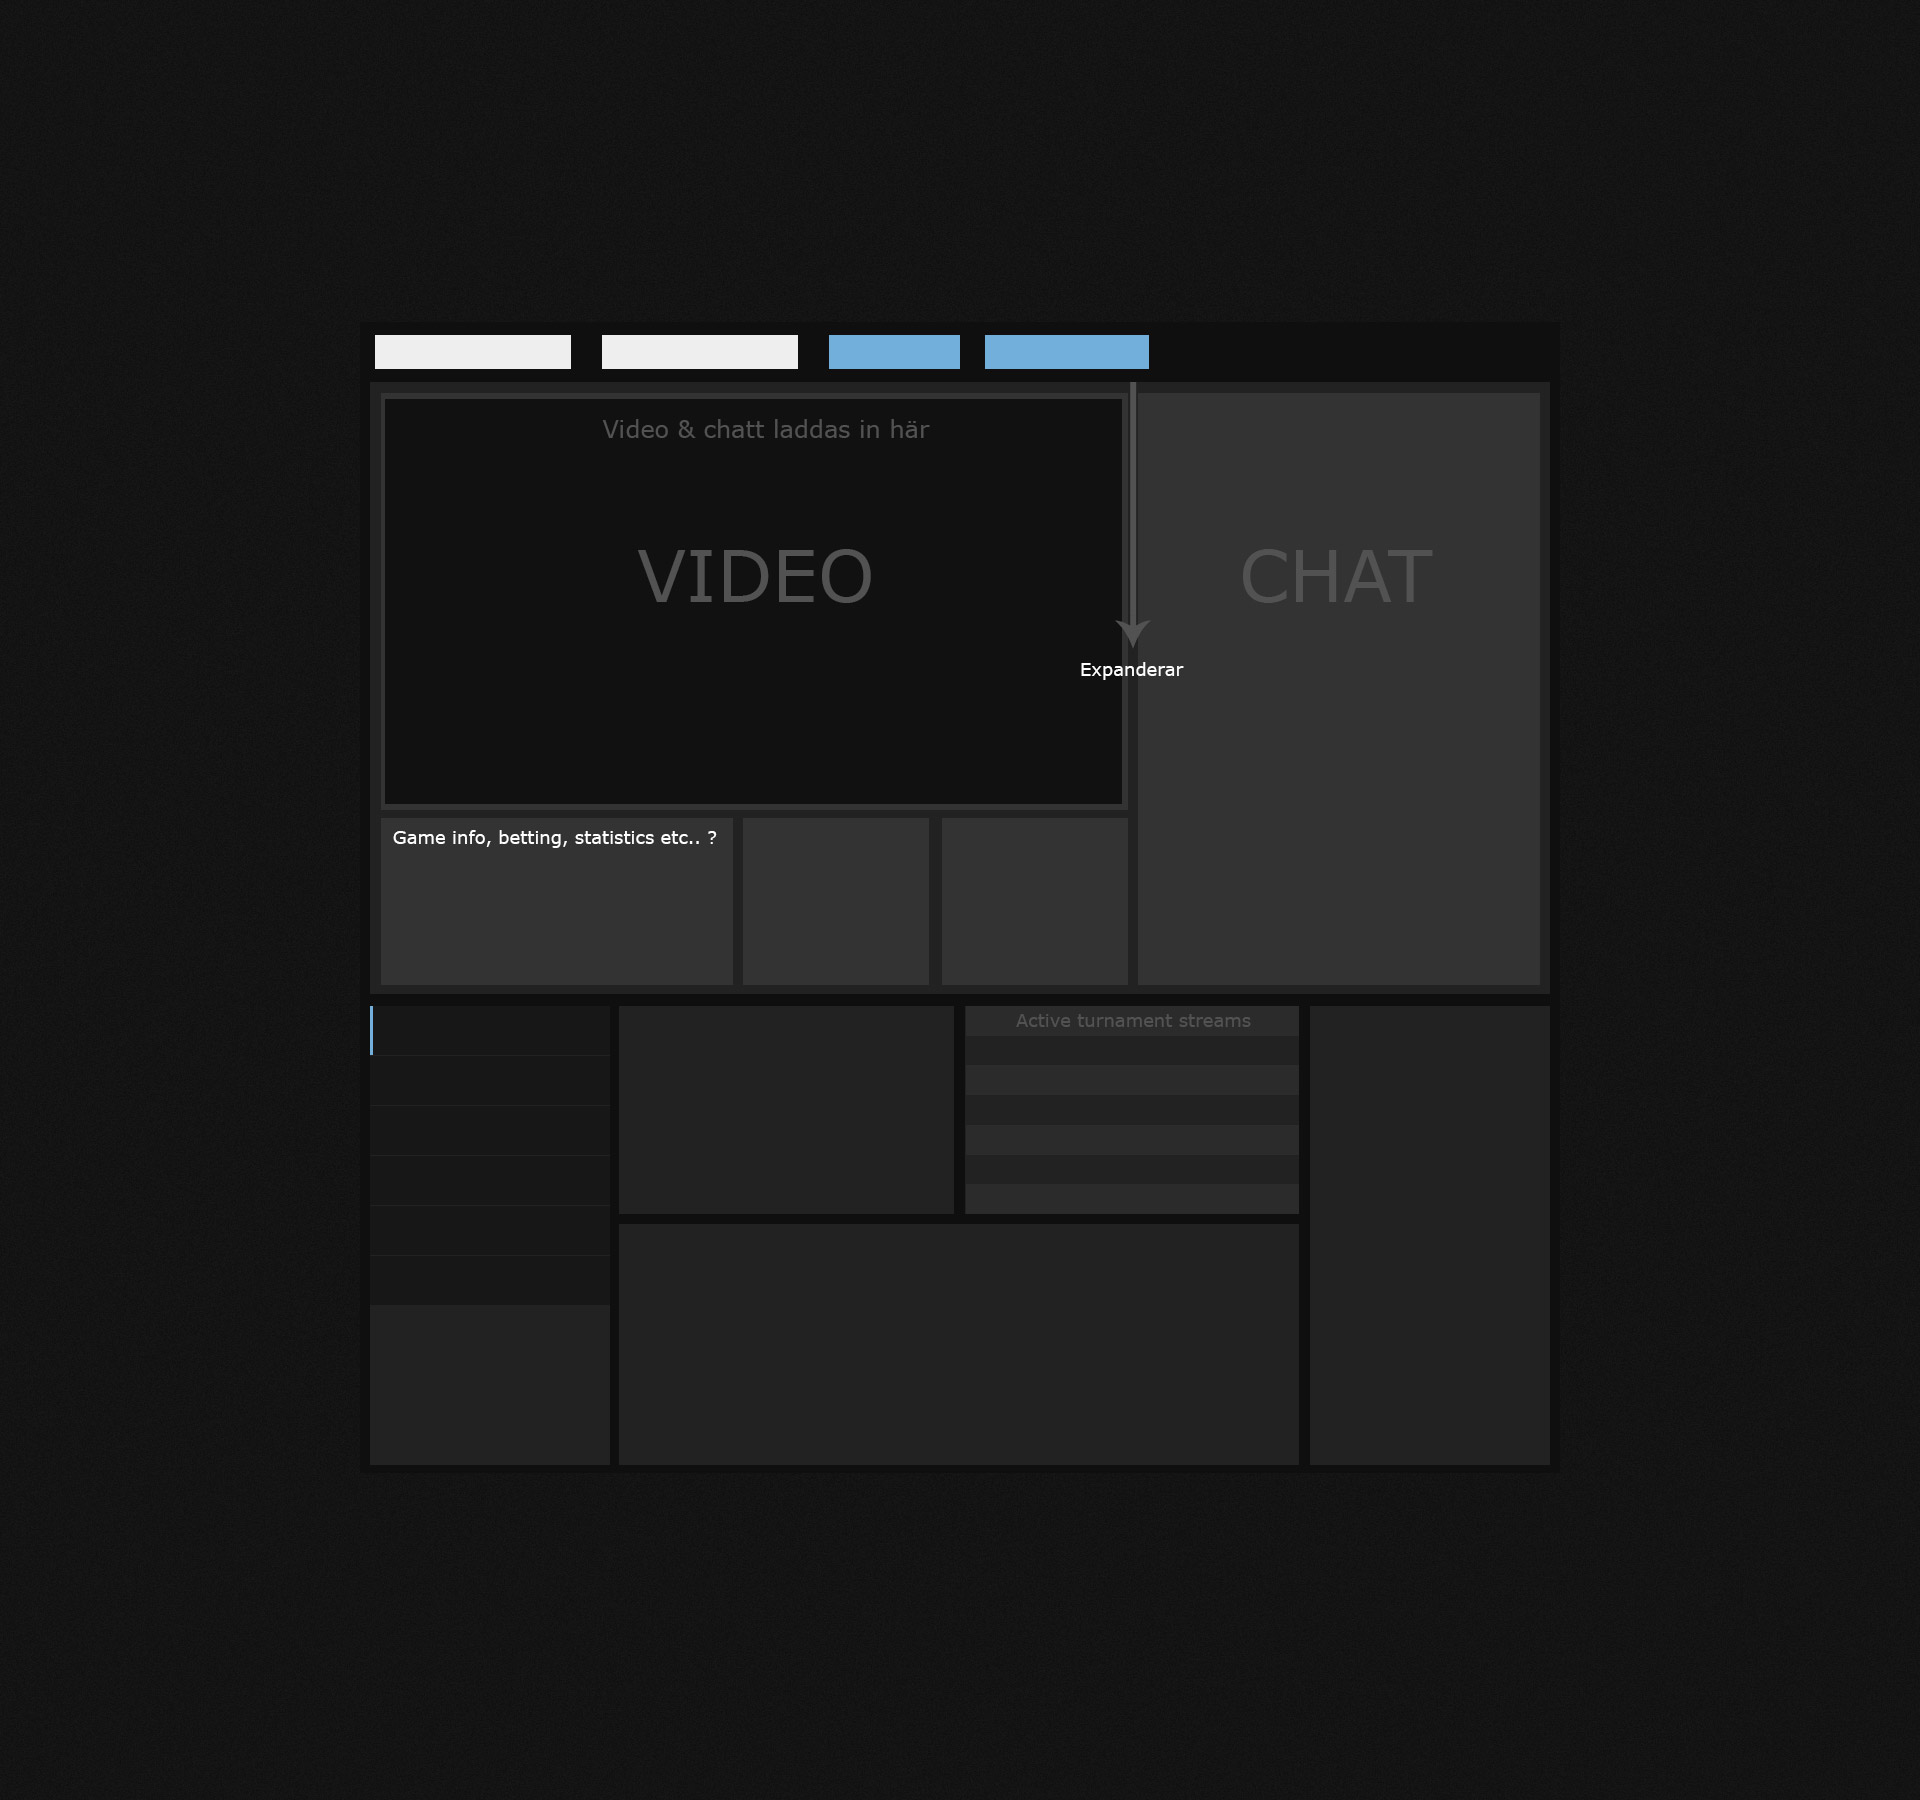 Video & chatt laddas in här
VIDEO
CHAT
Expanderar
Game info, betting, statistics etc.. ?
Active turnament streams